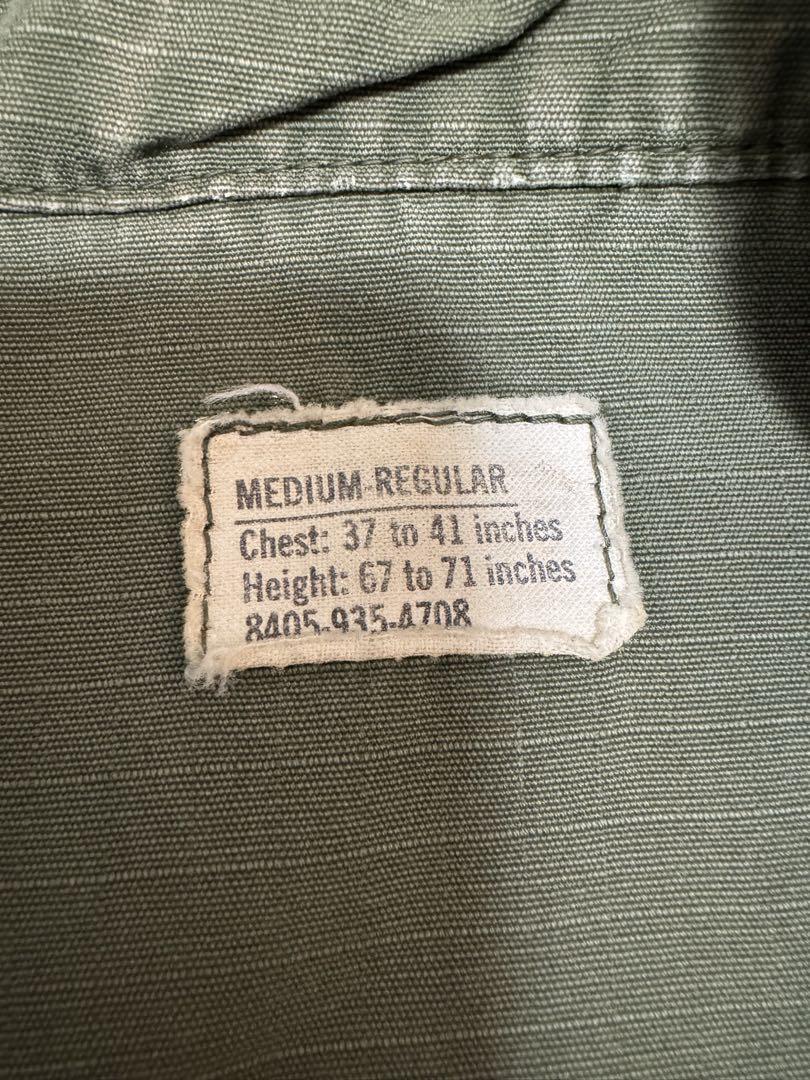 MEDIUM-REGULAR
Chest: 37 to 41 inches
Height: 67 to 71 inches
8405-935-4708